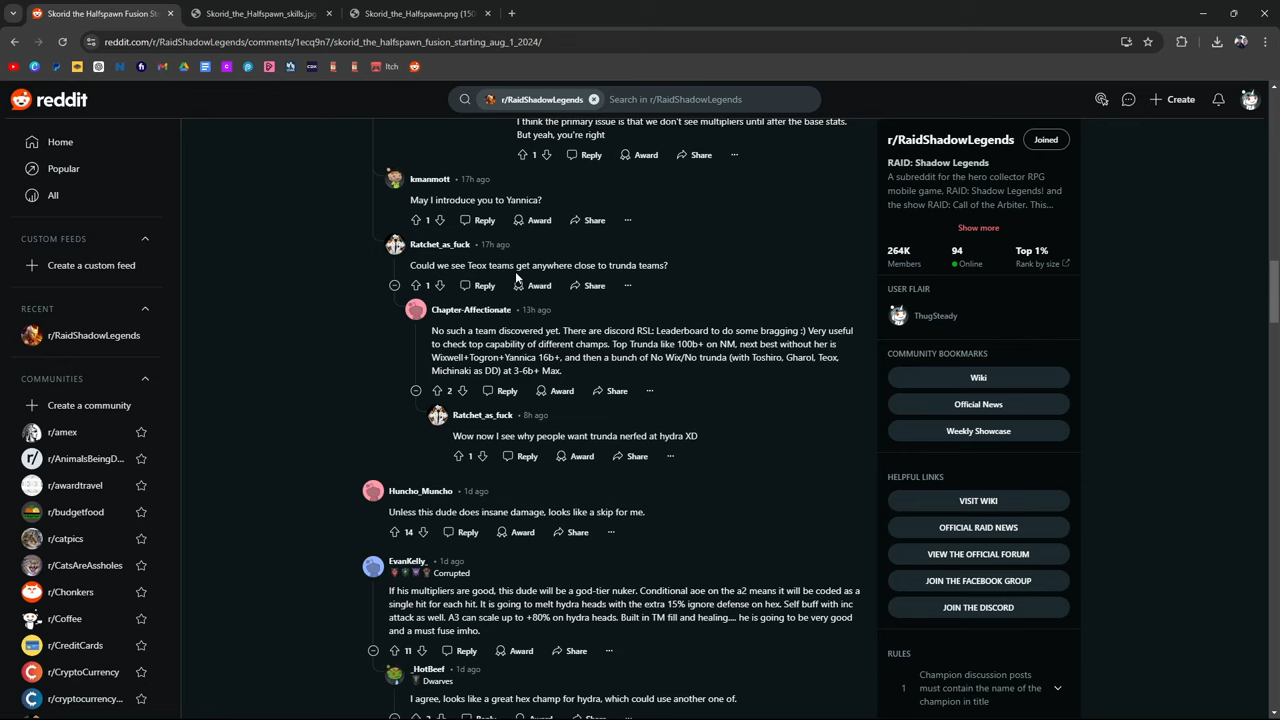 Skorid the Halfspawn Fusion Sta
Skorid_the_Halfspawn_skills.jpg
Skorid_the_Halfspawn.png (150
reddit.com/r/RaidShadowLegends/comments/1ecq9n7/skorid_the_halfspawn_fusion_starting_aug_1_2024/
Itch
reddit
r/RaidShadowLegends
Search in r/RaidShadowLegends
Create
Home
Popular
All
CUSTOM FEEDS
Create a custom feed
RECENT
r/RaidShadowLegends
COMMUNITIES
Create a community
r/amex
r/AnimalsBeingD...
r/awardtravel
r/budgetfood
r/catpics
r/CatsAreAssholes
r/Chonkers
r/Coffee
r/CreditCards
r/CryptoCurrency
r/cryptocurrency...
I think the primary issue is that we don't see multipliers until after the base stats.
But yeah, you're right
1 Reply Award Share
kmanmott • 17h ago
May I introduce you to Yannica?
1 Reply Award Share
Ratchet_as_fuck • 17h ago
Could we see Teox teams get anywhere close to trunda teams?
1 Reply Award Share
Chapter-Affectionate • 13h ago
No such a team discovered yet. There are discord RSL: Leaderboard to do some bragging :) Very useful
to check top capability of different champs. Top Trunda like 100b+ on NM, next best without her is
Wixwell+Togron+Yannica 16b+, and then a bunch of No Wix/No trunda (with Toshiro, Gharol, Teox,
Michinaki as DD) at 3-6b+ Max.
2 Reply Award Share
Ratchet_as_fuck • 8h ago
Wow now I see why people want trunda nerfed at hydra XD
1 Reply Award Share
Huncho_Muncho • 1d ago
Unless this dude does insane damage, looks like a skip for me.
14 Reply Award Share
EvanKelly_ • 1d ago
Corrupted
If his multipliers are good, this dude will be a god-tier nuker. Conditional aoe on the a2 means it will be coded as a
single hit for each hit. It is going to melt hydra heads with the extra 15% ignore defense on hex. Self buff with inc
attack as well. A3 can scale up to +80% on hydra heads. Built in TM fill and healing.... he is going to be very good
and a must fuse imho.
11 Reply Award Share
_HotBeef • 1d ago
Dwarves
I agree, looks like a great hex champ for hydra, which could use another one of.
Reply Award Share
r/RaidShadowLegends
Joined
RAID: Shadow Legends
A subreddit for the hero collector RPG
mobile game, RAID: Shadow Legends! and
the show RAID: Call of the Arbiter. This...
Show more
264K 94 Top 1%
Members Online Rank by size
USER FLAIR
ThugSteady
COMMUNITY BOOKMARKS
Wiki
Official News
Weekly Showcase
HELPFUL LINKS
VISIT WIKI
OFFICIAL RAID NEWS
VIEW THE OFFICIAL FORUM
JOIN THE FACEBOOK GROUP
JOIN THE DISCORD
RULES
1 Champion discussion posts
must contain the name of the
champion in title